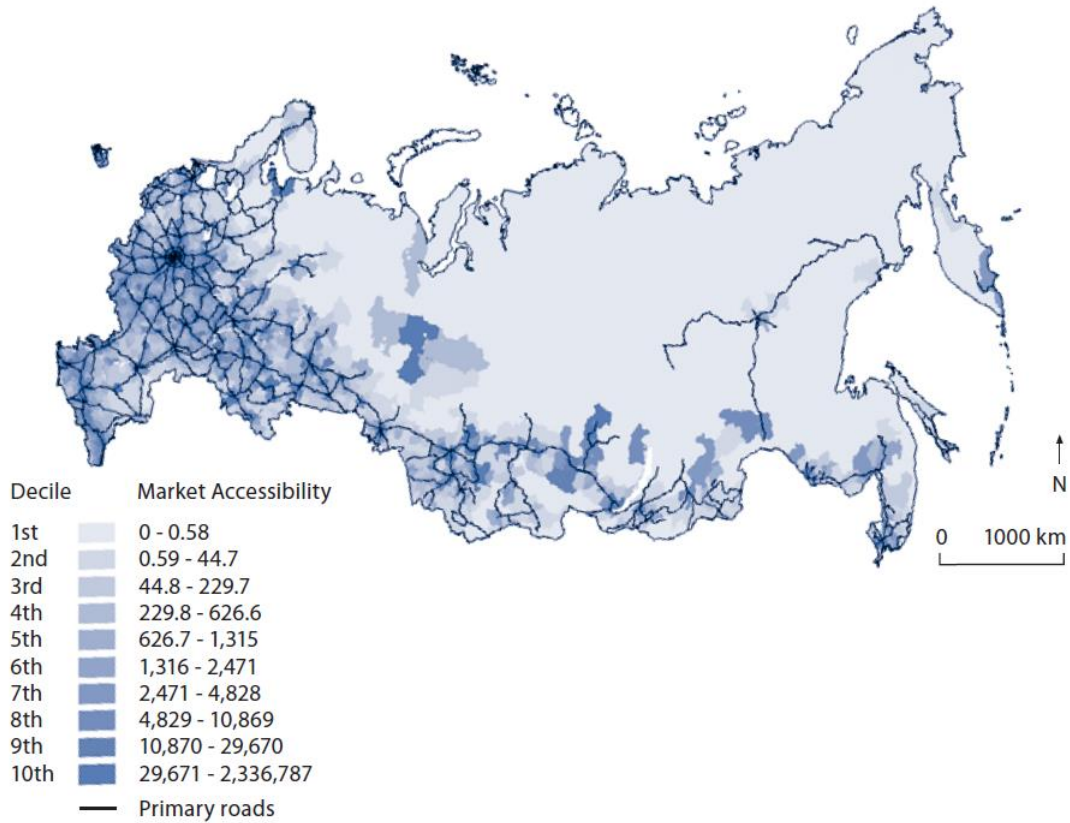 N
0 1000 km
Decile Market Accessibility
1st 0 - 0.58
2nd 0.59 - 44.7
3rd 44.8 - 229.7
4th 229.8 - 626.6
5th 626.7 - 1,315
6th 1,316 - 2,471
7th 2,471 - 4,828
8th 4,829 - 10,869
9th 10,870 - 29,670
10th 29,671 - 2,336,787
Primary roads